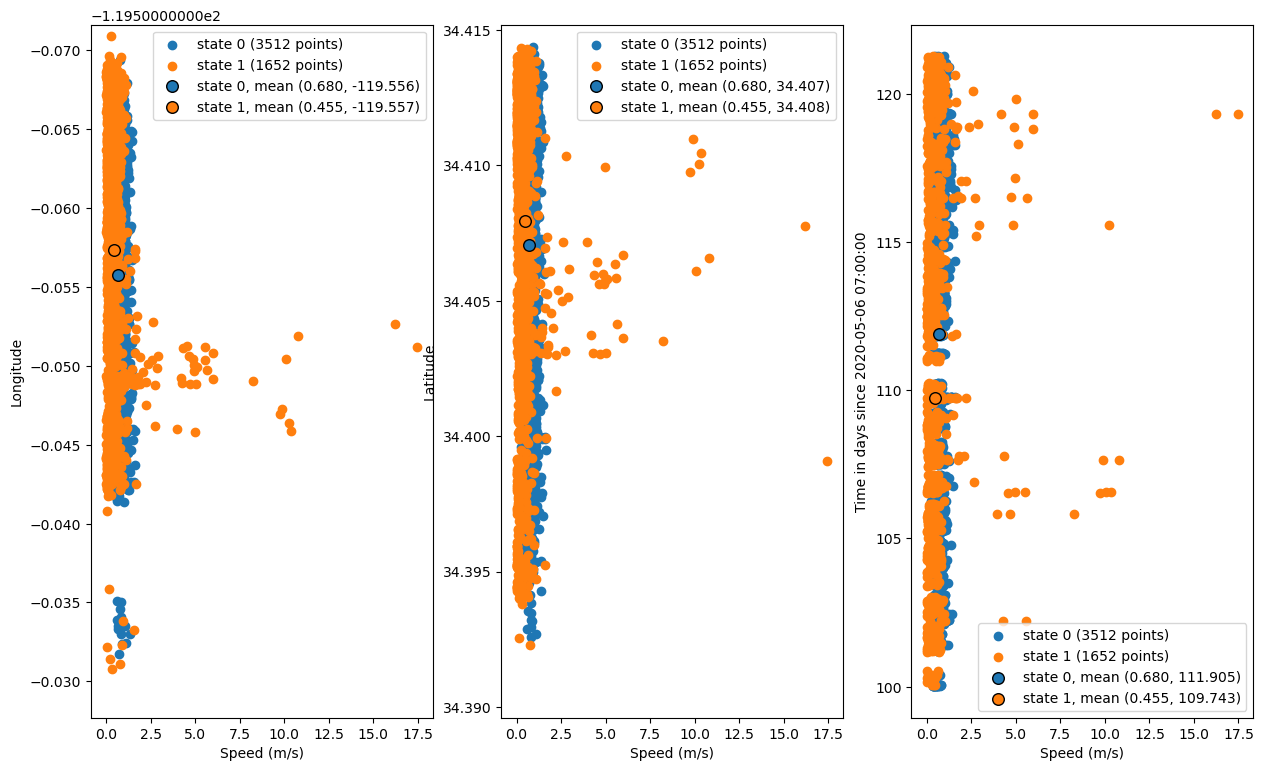 −1.1950000000e2
−0.070
−0.065
−0.060
−0.055
−0.050
−0.045
−0.040
−0.035
−0.030
Longitude
0.0 2.5 5.0 7.5 10.0 12.5 15.0 17.5
Speed (m/s)
state 0 (3512 points)
state 1 (1652 points)
state 0, mean (0.680, -119.556)
state 1, mean (0.455, -119.557)
34.415
34.410
34.405
34.400
34.395
34.390
Latitude
0.0 2.5 5.0 7.5 10.0 12.5 15.0 17.5
Speed (m/s)
state 0 (3512 points)
state 1 (1652 points)
state 0, mean (0.680, 34.407)
state 1, mean (0.455, 34.408)
120
115
110
105
100
Time in days since 2020-05-06 07:00:00
0.0 2.5 5.0 7.5 10.0 12.5 15.0 17.5
Speed (m/s)
state 0 (3512 points)
state 1 (1652 points)
state 0, mean (0.680, 111.905)
state 1, mean (0.455, 109.743)